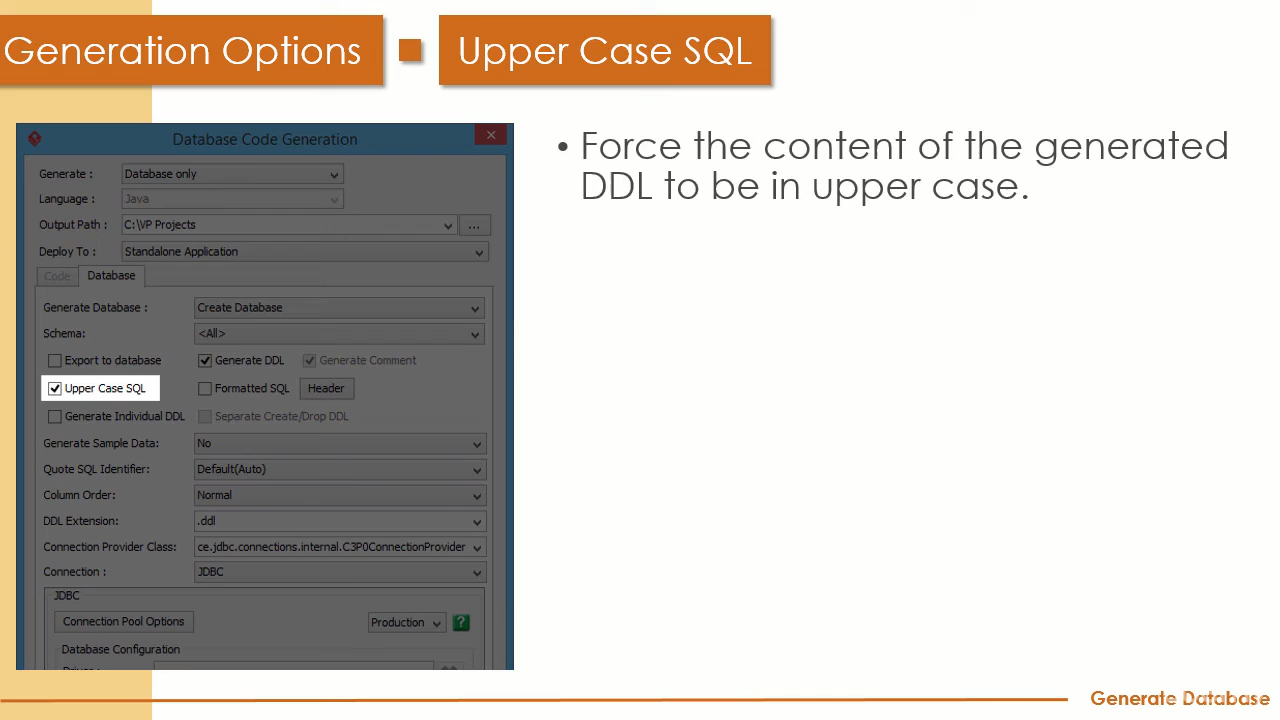 Generation Options
Upper Case SQL
Database Code Generation
Generate :
Database only
Language :
Java
Output Path :
C:\VP Projects
...
Deploy To :
Standalone Application
Code
Database
Generate Database :
Create Database
Schema:
<All>
Export to database
Generate DDL
Generate Comment
Upper Case SQL
Formatted SQL
Header
Generate Individual DDL
Separate Create/Drop DDL
Generate Sample Data:
No
Quote SQL Identifier:
Default(Auto)
Column Order:
Normal
DDL Extension:
.ddl
Connection Provider Class:
ce.jdbc.connections.internal.C3P0ConnectionProvider
Connection :
JDBC
JDBC
Connection Pool Options
Production
?
Database Configuration
• Force the content of the generated
DDL to be in upper case.
Generate Database